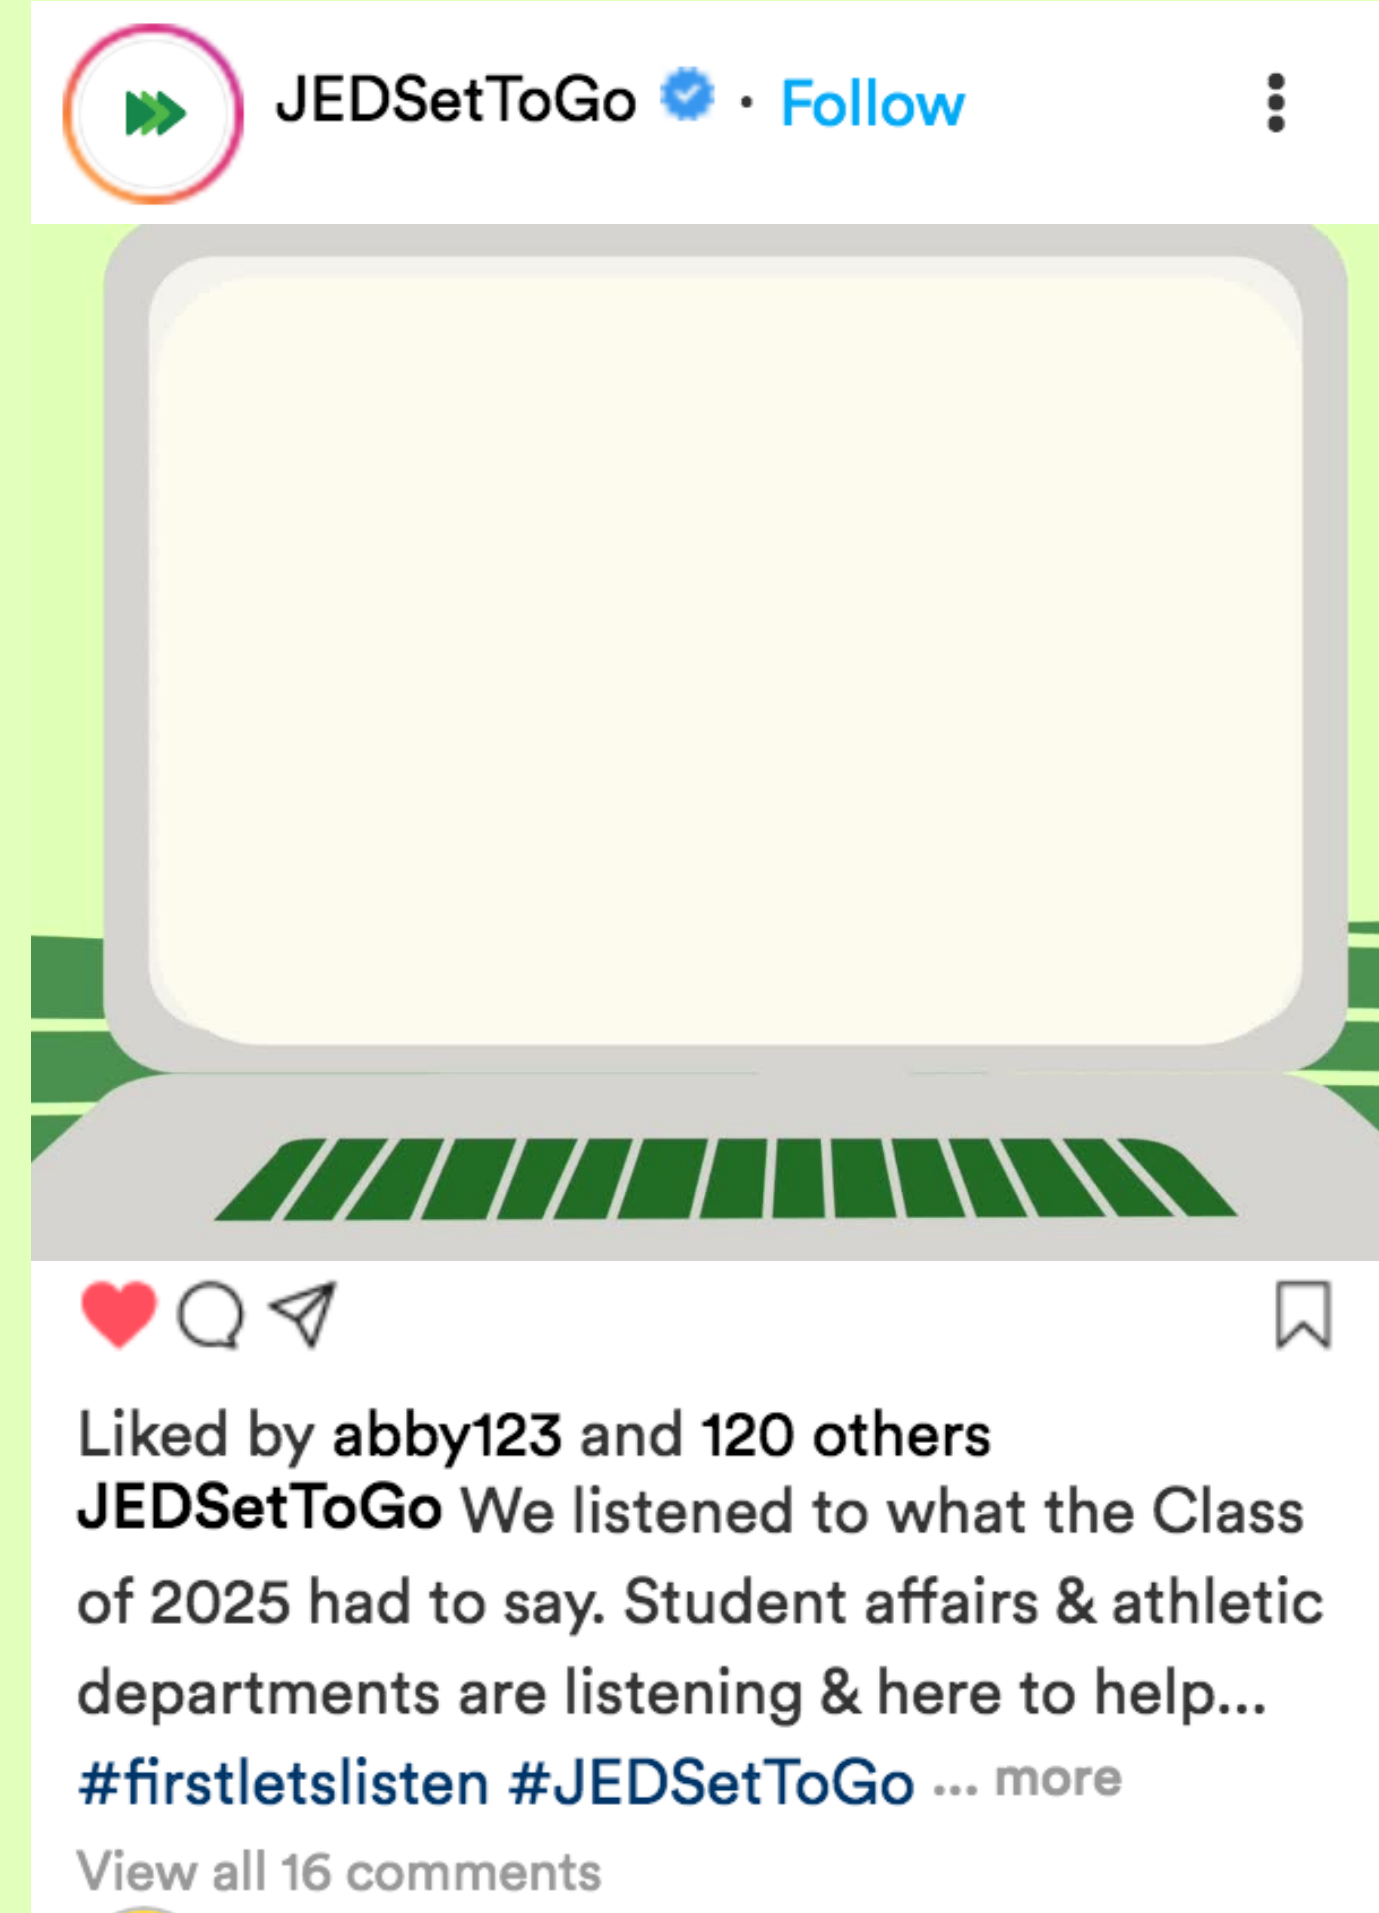 JEDSetToGo · Follow
Liked by abby123 and 120 others
JEDSetToGo We listened to what the Class
of 2025 had to say. Student affairs & athletic
departments are listening & here to help...
#firstletslisten #JEDSetToGo ... more
View all 16 comments